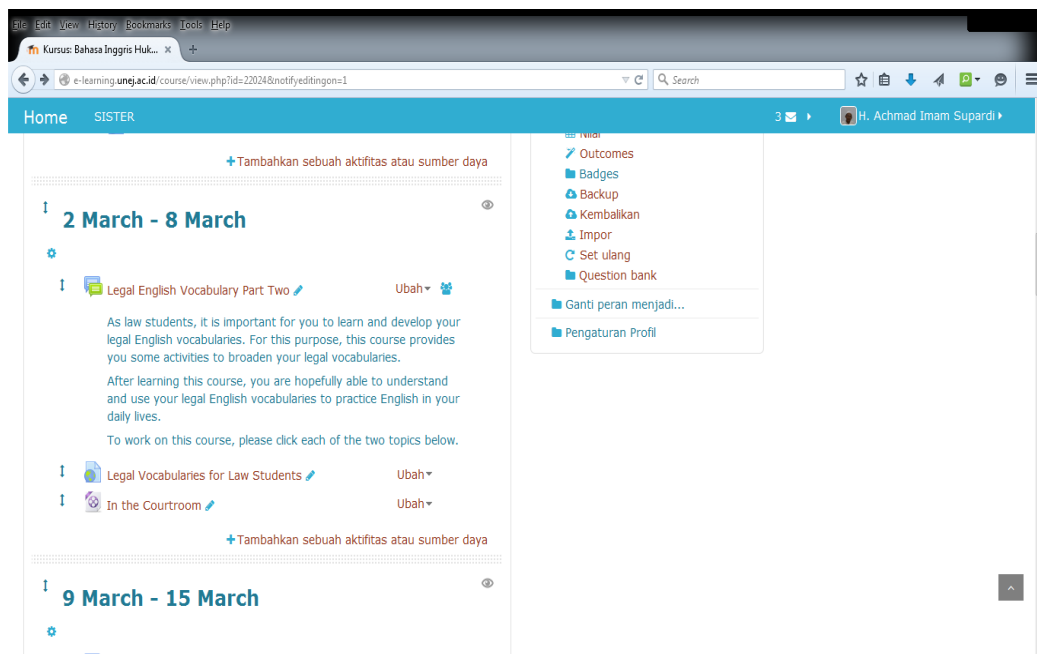 File Edit View History Bookmarks Tools Help
Kursus: Bahasa Inggris Huk... × +
e-learning.unej.ac.id/course/view.php?id=22024&notifyeditingon=1
Search
Home SISTER 3 H. Achmad Imam Supardi
+Tambahkan sebuah aktifitas atau sumber daya
2 March - 8 March
Legal English Vocabulary Part Two Ubah
As law students, it is important for you to learn and develop your
legal English vocabularies. For this purpose, this course provides
you some activities to broaden your legal vocabularies.
After learning this course, you are hopefully able to understand
and use your legal English vocabularies to practice English in your
daily lives.
To work on this course, please click each of the two topics below.
Legal Vocabularies for Law Students Ubah
In the Courtroom Ubah
+Tambahkan sebuah aktifitas atau sumber daya
9 March - 15 March
Nilai
Outcomes
Badges
Backup
Kembalikan
Impor
Set ulang
Question bank
Ganti peran menjadi...
Pengaturan Profil